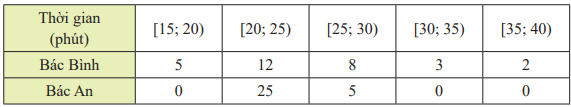 Thời gian
(phút) [15; 20) [20; 25) [25; 30) [30; 35) [35; 40)
Bác Bình 5 12 8 3 2
Bác An 0 25 5 0 0